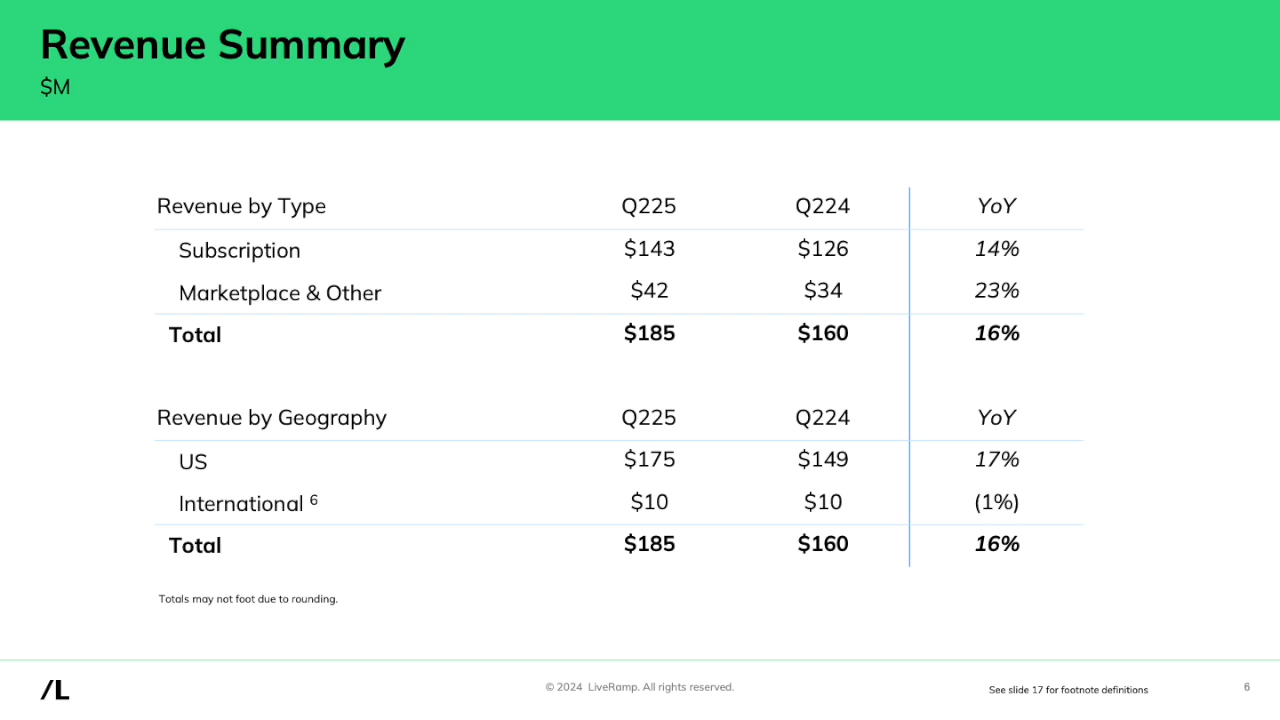 Revenue Summary
$M
Revenue by Type Q225 Q224 YoY
Subscription $143 $126 14%
Marketplace & Other $42 $34 23%
Total $185 $160 16%
Revenue by Geography Q225 Q224 YoY
US $175 $149 17%
International 6 $10 $10 (1%)
Total $185 $160 16%
Totals may not foot due to rounding.
/L © 2024 LiveRamp. All rights reserved. See slide 17 for footnote definitions 6